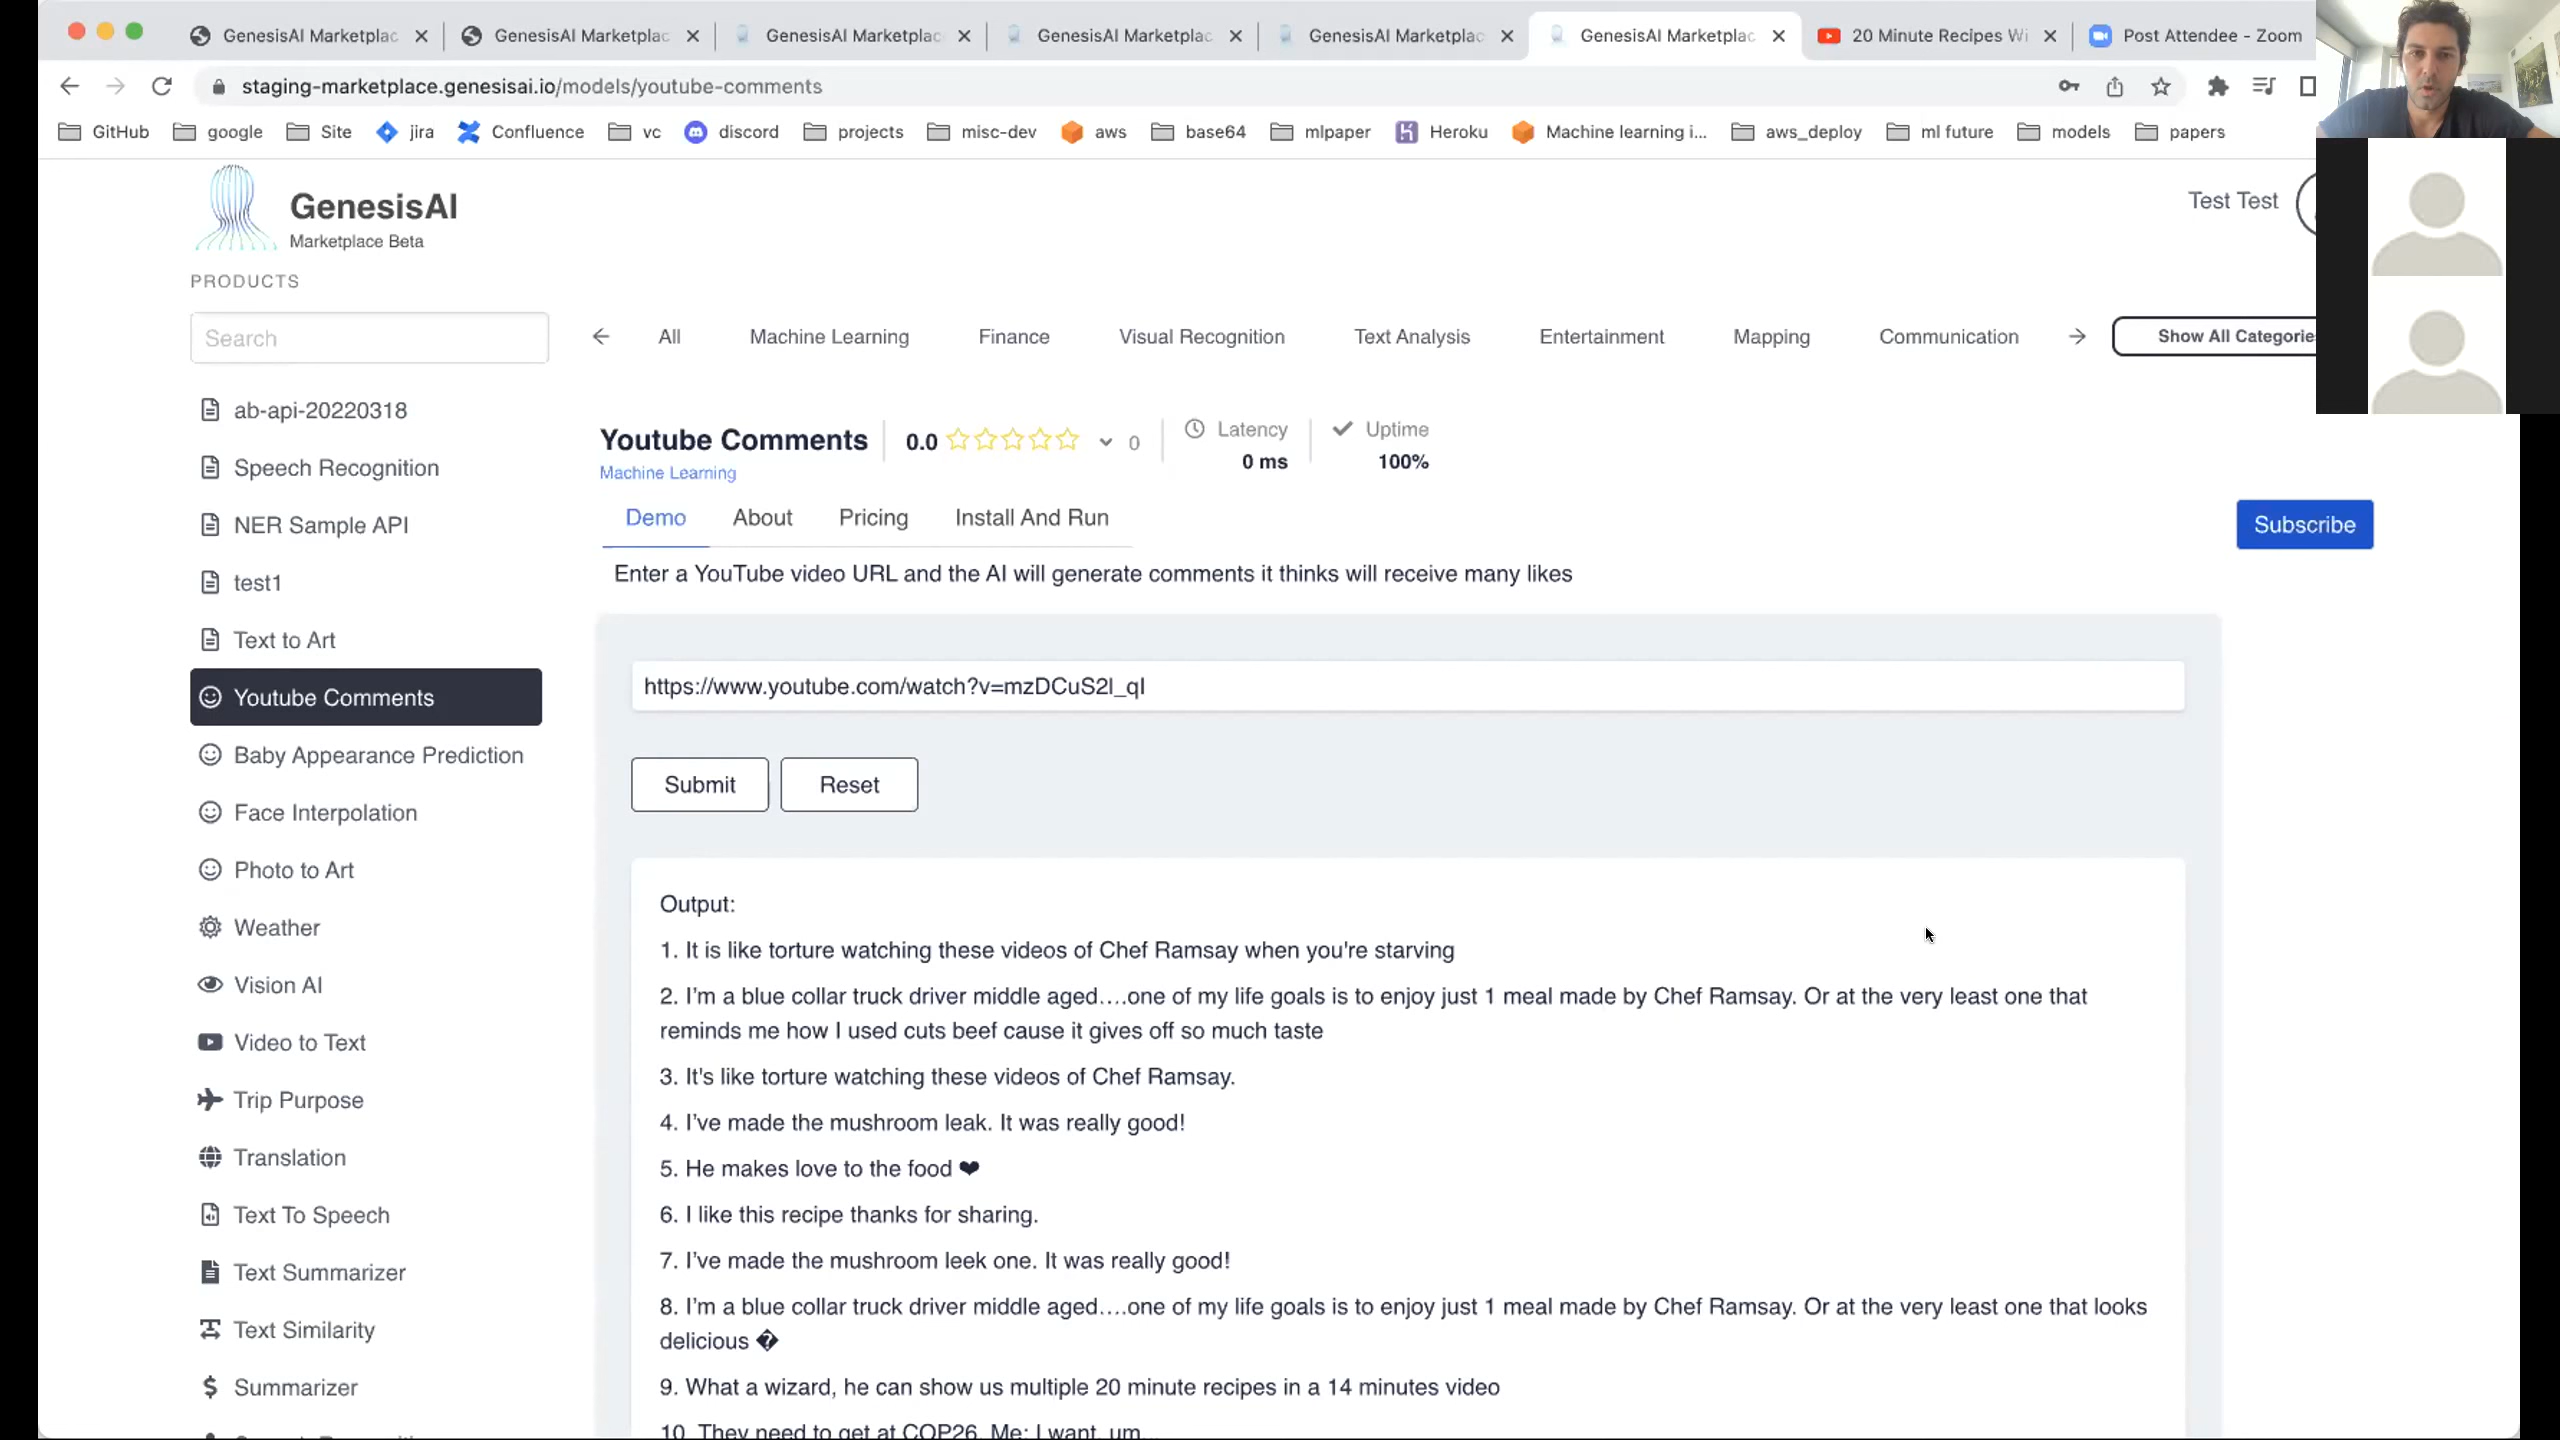 GenesisAI Marketplac
GenesisAI Marketplac
GenesisAI Marketplac
GenesisAI Marketplac
GenesisAI Marketplac
GenesisAI Marketplac
20 Minute Recipes Wi
Post Attendee - Zoom
staging-marketplace.genesisai.io/models/youtube-comments
GitHub google Site jira Confluence vc discord projects misc-dev aws base64 mlpaper Heroku Machine learning i... aws_deploy ml future models papers
GenesisAI
Marketplace Beta
Test Test
PRODUCTS
Search
All Machine Learning Finance Visual Recognition Text Analysis Entertainment Mapping Communication Show All Categorie
ab-api-20220318
Speech Recognition
NER Sample API
test1
Text to Art
Youtube Comments
Baby Appearance Prediction
Face Interpolation
Photo to Art
Weather
Vision AI
Video to Text
Trip Purpose
Translation
Text To Speech
Text Summarizer
Text Similarity
Summarizer
Youtube Comments 0.0 0 Latency Uptime
0 ms 100%
Machine Learning
Demo About Pricing Install And Run
Subscribe
Enter a YouTube video URL and the AI will generate comments it thinks will receive many likes
https://www.youtube.com/watch?v=mzDCuS2l_qI
Submit Reset
Output:
1. It is like torture watching these videos of Chef Ramsay when you're starving
2. I’m a blue collar truck driver middle aged….one of my life goals is to enjoy just 1 meal made by Chef Ramsay. Or at the very least one that
reminds me how I used cuts beef cause it gives off so much taste
3. It's like torture watching these videos of Chef Ramsay.
4. I’ve made the mushroom leak. It was really good!
5. He makes love to the food ❤
6. I like this recipe thanks for sharing.
7. I’ve made the mushroom leek one. It was really good!
8. I’m a blue collar truck driver middle aged….one of my life goals is to enjoy just 1 meal made by Chef Ramsay. Or at the very least one that looks
delicious �
9. What a wizard, he can show us multiple 20 minute recipes in a 14 minutes video
10. They need to get at COP26. Me: I want, um...